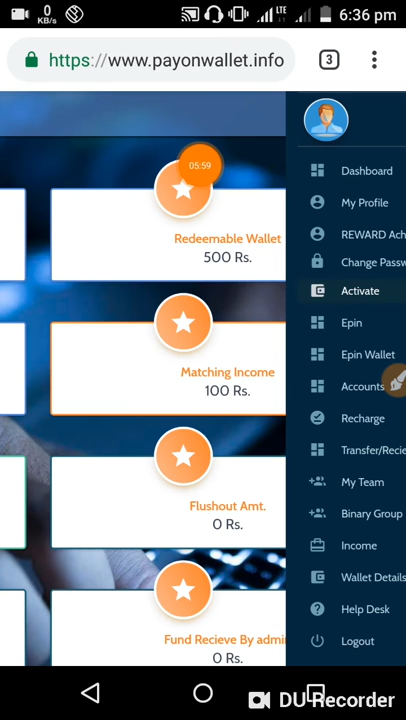 0
KB/s
LTE
6:36 pm
https://www.payonwallet.info
3
05:59
Redeemable Wallet
500 Rs.
Matching Income
100 Rs.
Flushout Amt.
0 Rs.
Fund Recieve By admi
0 Rs.
Dashboard
My Profile
REWARD Ach
Change Passw
Activate
Epin
Epin Wallet
Accounts
Recharge
Transfer/Recie
My Team
Binary Group
Income
Wallet Details
Help Desk
Logout
DU Recorder